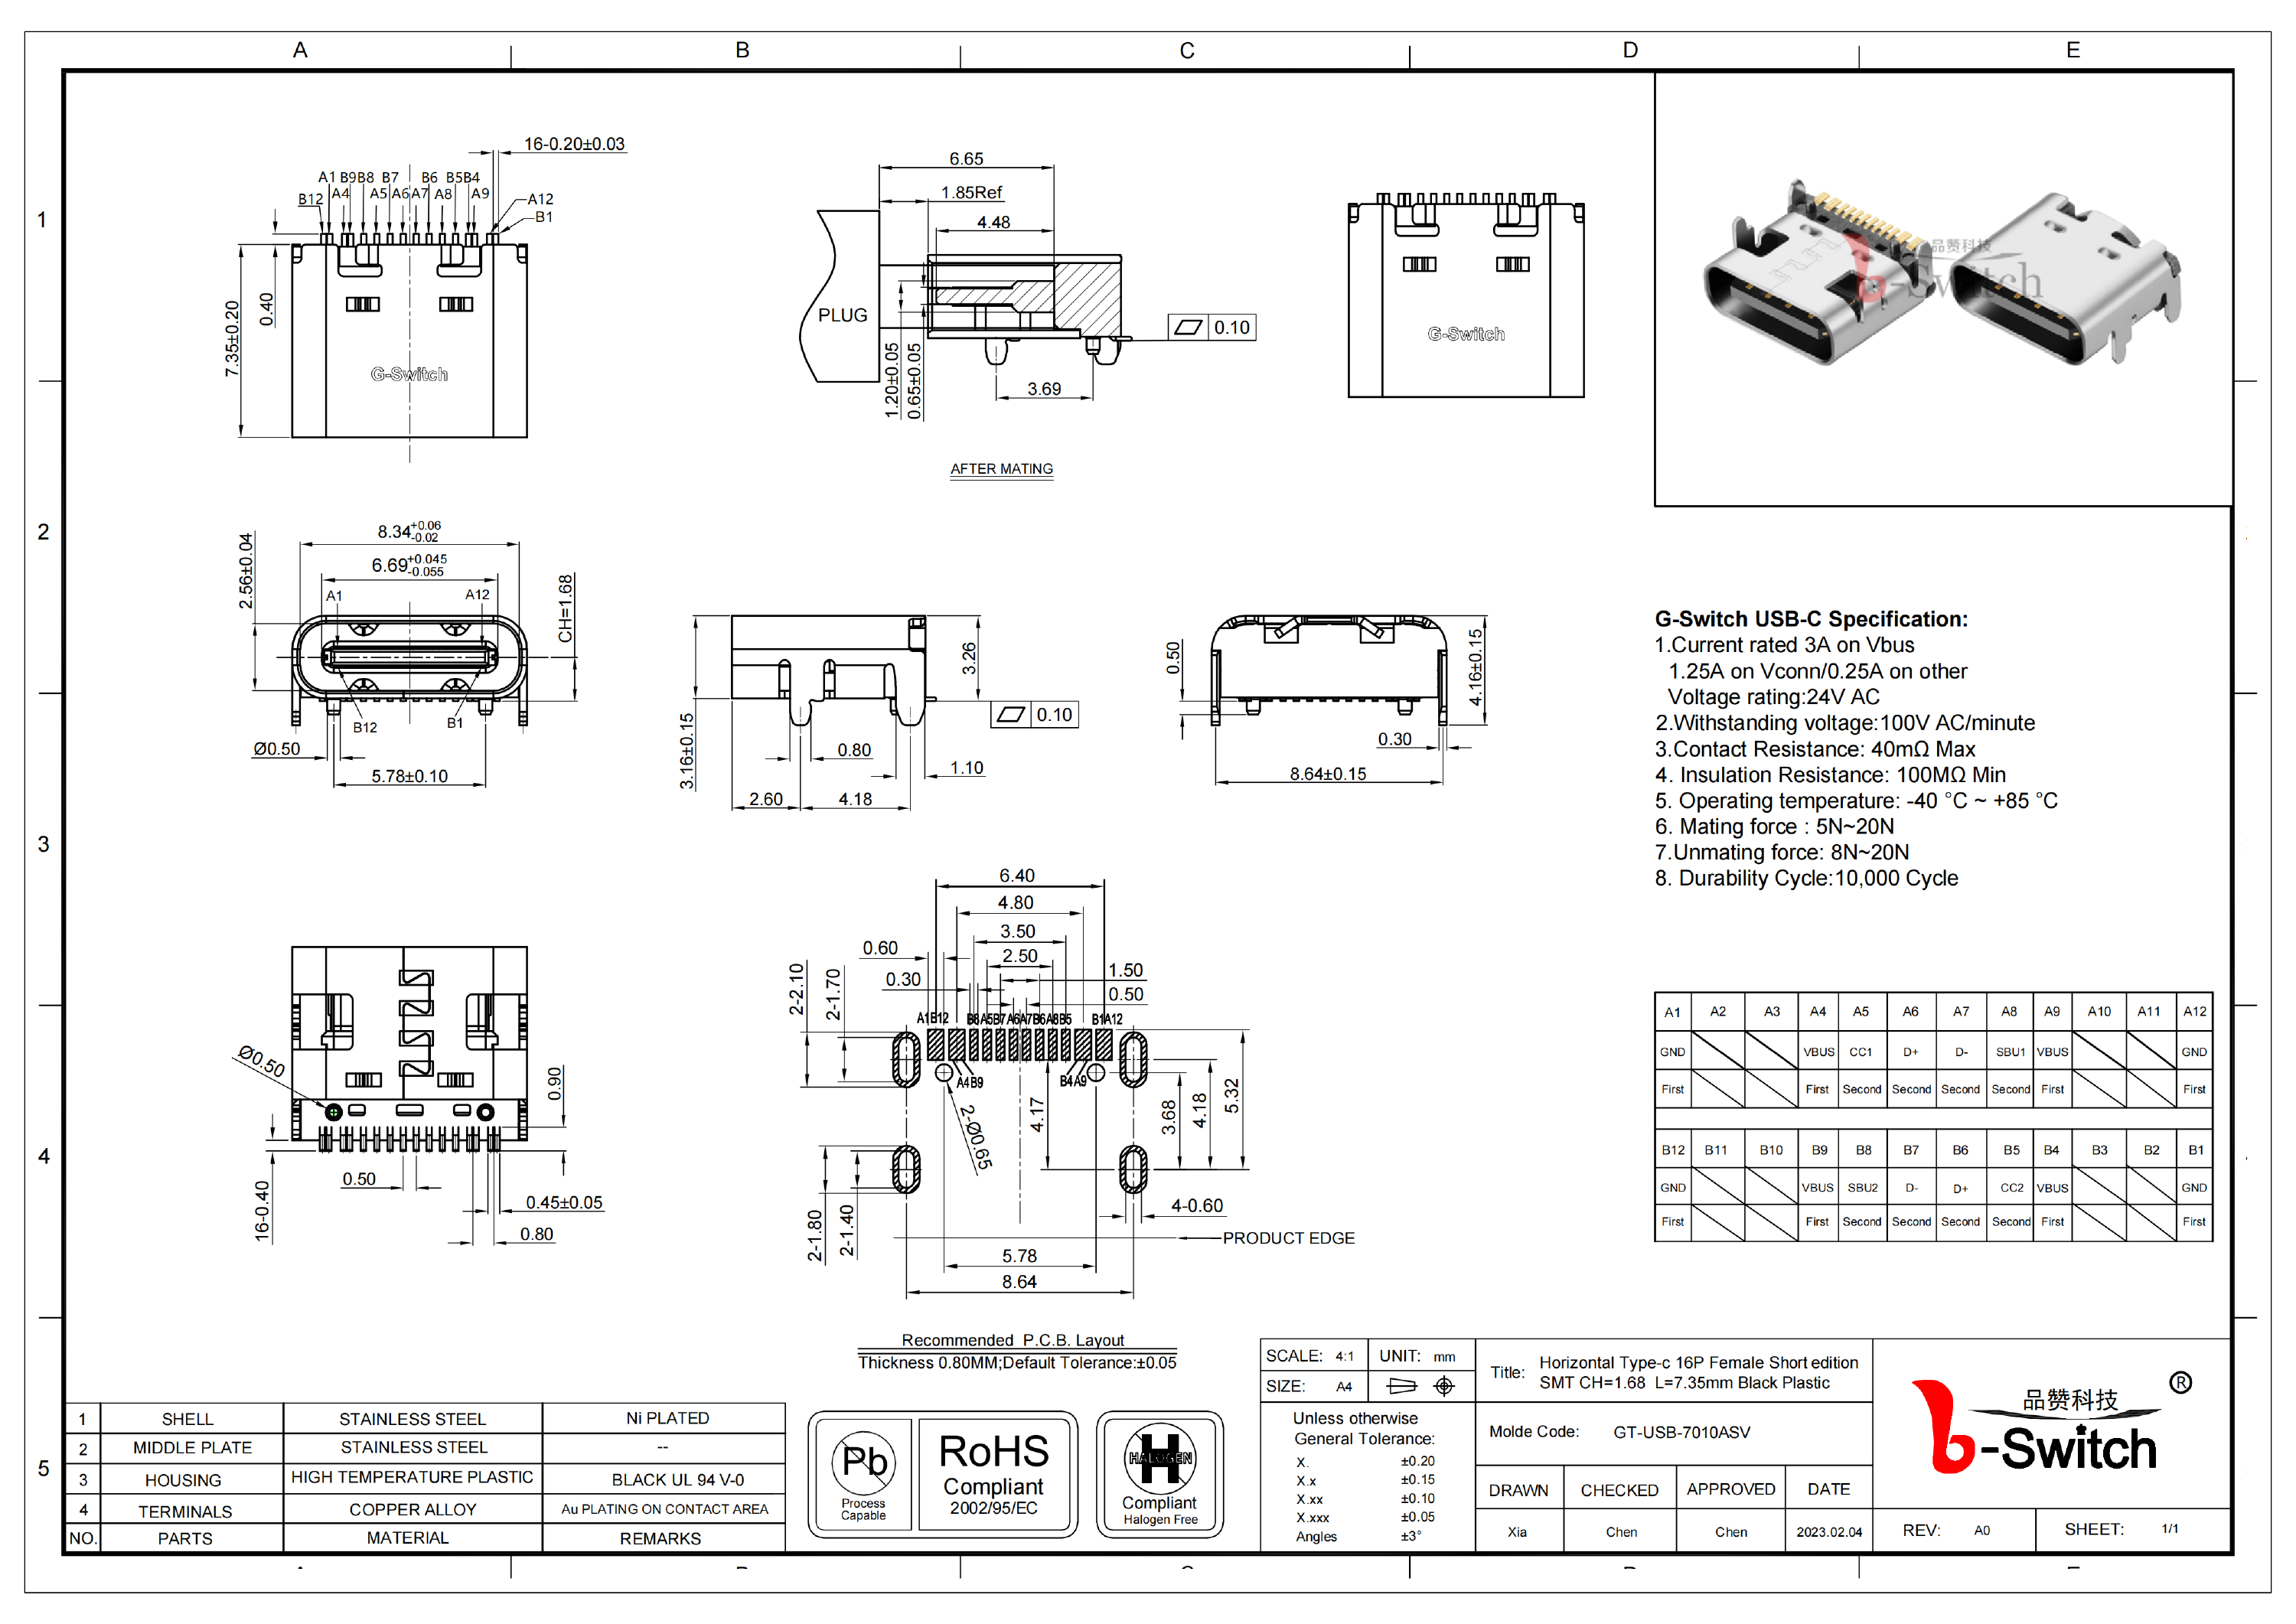 A B C D E
1
2
3
4
5
16-0.20±0.03
A1 B9 B8 B7 B6 B5 B4
B12 A4 A5 A6 A7 A8 A9 A12
B1
0.40
7.35±0.20
G-Switch
6.65
1.85Ref
4.48
PLUG
1.20±0.05
0.65±0.05
3.69
0.10
AFTER MATING
G-Switch
品赞科技
-Switch
8.34 +0.06 -0.02
6.69 +0.045 -0.055
2.56±0.04
CH=1.68
A1 A12
B12 B1
Ø0.50
5.78±0.10
3.16±0.15
3.26
0.10
0.80
1.10
2.60 4.18
0.50
4.16±0.15
0.30
8.64±0.15
G-Switch USB-C Specification:
1.Current rated 3A on Vbus
1.25A on Vconn/0.25A on other
Voltage rating:24V AC
2.Withstanding voltage:100V AC/minute
3.Contact Resistance: 40mΩ Max
4. Insulation Resistance: 100MΩ Min
5. Operating temperature: -40 °C ~ +85 °C
6. Mating force : 5N~20N
7.Unmating force: 8N~20N
8. Durability Cycle:10,000 Cycle
Ø0.50
0.90
16-0.40
0.50
0.45±0.05
0.80
6.40
4.80
3.50
2.50
1.50
0.50
0.60
0.30
2-2.10
2-1.70
A1B12 B8A5B7A6A7B6A8B5 B1A12
A4B9 B4A9
2-Ø0.65
4.17
3.68
4.18
5.32
2-1.80
2-1.40
4-0.60
PRODUCT EDGE
5.78
8.64
Recommended P.C.B. Layout
Thickness 0.80MM;Default Tolerance:±0.05
A1 A2 A3 A4 A5 A6 A7 A8 A9 A10 A11 A12
GND VBUS CC1 D+ D- SBU1 VBUS GND
First First Second Second Second Second First First
B12 B11 B10 B9 B8 B7 B6 B5 B4 B3 B2 B1
GND VBUS SBU2 D- D+ CC2 VBUS GND
First First Second Second Second Second First First
1 SHELL STAINLESS STEEL Ni PLATED
2 MIDDLE PLATE STAINLESS STEEL --
3 HOUSING HIGH TEMPERATURE PLASTIC BLACK UL 94 V-0
4 TERMINALS COPPER ALLOY Au PLATING ON CONTACT AREA
NO. PARTS MATERIAL REMARKS
Pb
Process
Capable
RoHS
Compliant
2002/95/EC
H
HALOGEN
Compliant
Halogen Free
SCALE: 4:1 UNIT: mm
SIZE: A4
Unless otherwise
General Tolerance:
X. ±0.20
X.x ±0.15
X.xx ±0.10
X.xxx ±0.05
Angles ±3°
Title: Horizontal Type-c 16P Female Short edition
SMT CH=1.68 L=7.35mm Black Plastic
Molde Code: GT-USB-7010ASV
DRAWN CHECKED APPROVED DATE
Xia Chen Chen 2023.02.04
品赞科技 ®
-Switch
REV: A0 SHEET: 1/1